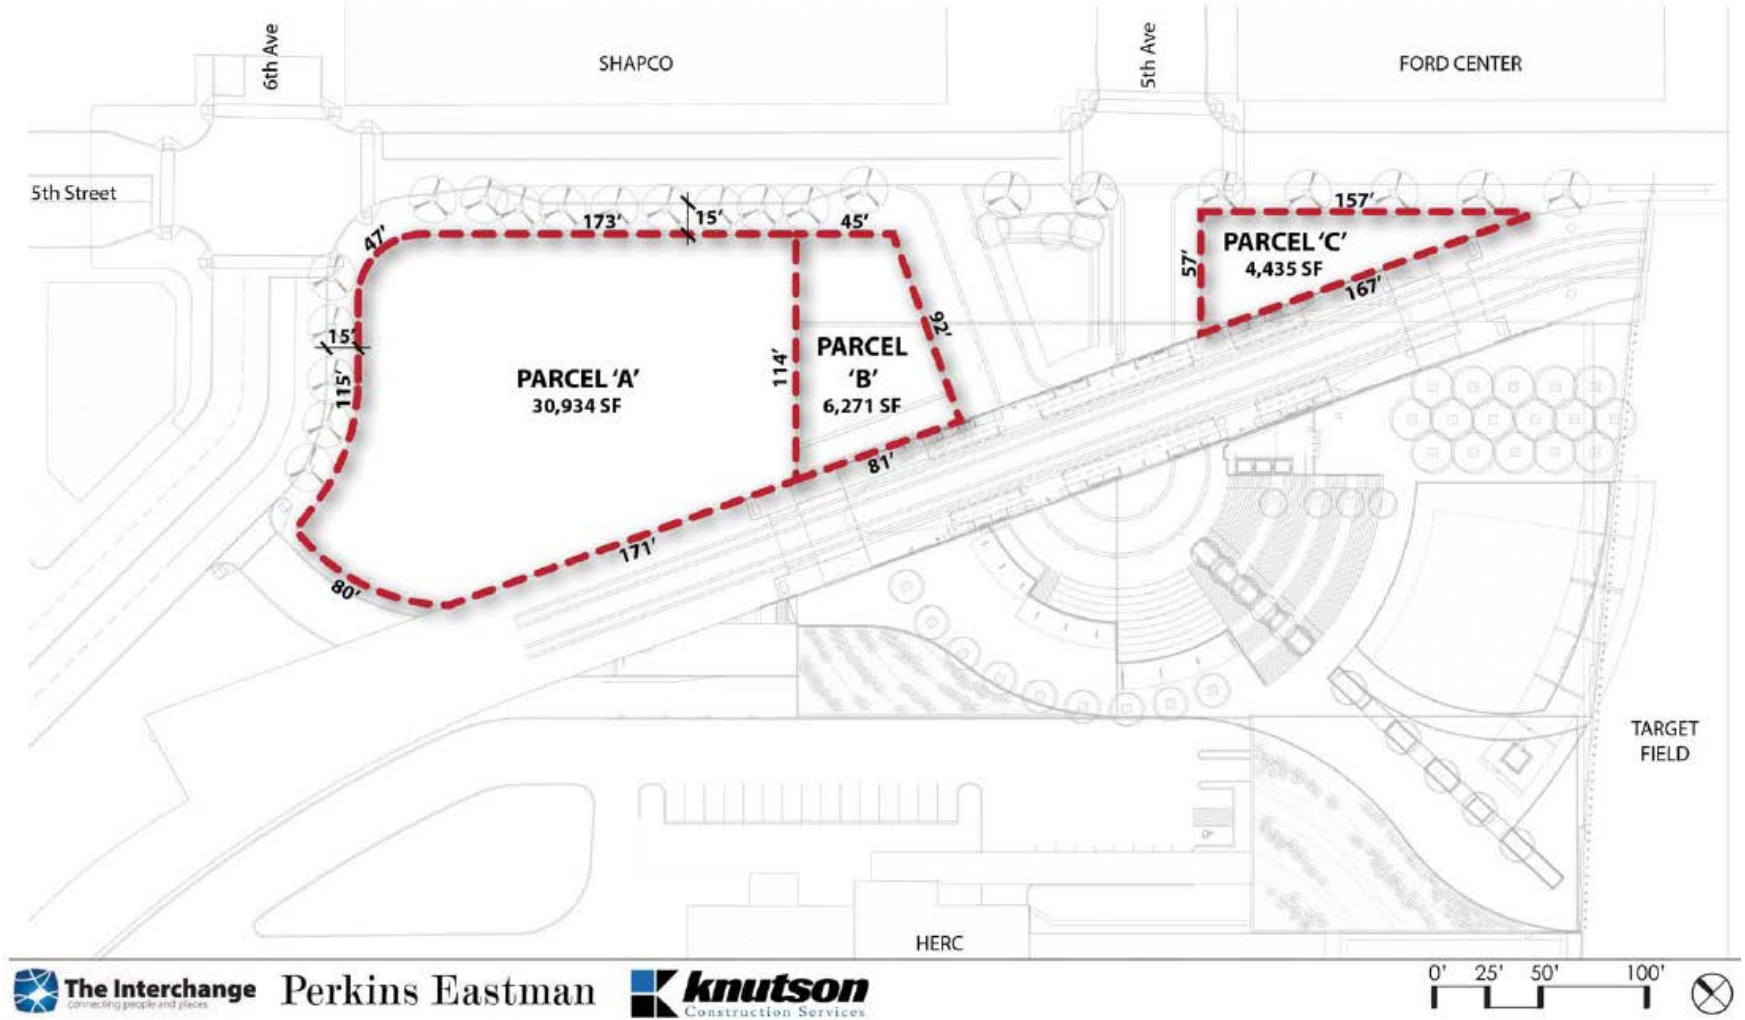 6th Ave
SHAPCO
5th Ave
FORD CENTER
5th Street
47'
173'
15'
45'
157'
57'
PARCEL 'C'
4,435 SF
167'
15'
115'
PARCEL 'A'
30,934 SF
114'
PARCEL
'B'
6,271 SF
92'
81'
171'
80'
TARGET
FIELD
HERC
The Interchange
connecting people and places
Perkins Eastman
knutson
Construction Services
0' 25' 50' 100'